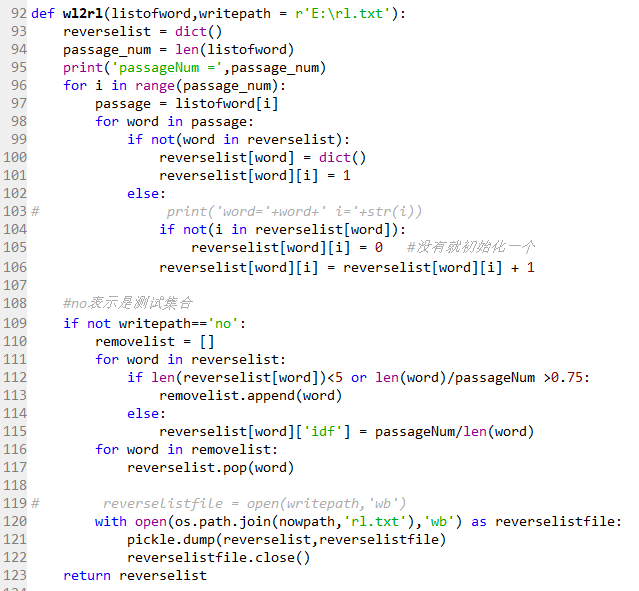 92 def wl2rl(listofword,writepath = r'E:\rl.txt'):
93     reverselist = dict()
94     passage_num = len(listofword)
95     print('passageNum =',passage_num)
96     for i in range(passage_num):
97         passage = listofword[i]
98         for word in passage:
99             if not(word in reverselist):
100                 reverselist[word] = dict()
101                 reverselist[word][i] = 1
102             else:
103 #                print('word='+word+' i='+str(i))
104                 if not(i in reverselist[word]):
105                     reverselist[word][i] = 0   #没有就初始化一个
106                 reverselist[word][i] = reverselist[word][i] + 1
107
108     #no表示是测试集合
109     if not writepath=='no':
110         removelist = []
111         for word in reverselist:
112             if len(reverselist[word])<5 or len(word)/passageNum >0.75:
113                 removelist.append(word)
114             else:
115                 reverselist[word]['idf'] = passageNum/len(word)
116         for word in removelist:
117             reverselist.pop(word)
118
119 #        reverselistfile = open(writepath,'wb')
120         with open(os.path.join(nowpath,'rl.txt'),'wb') as reverselistfile:
121             pickle.dump(reverselist,reverselistfile)
122             reverselistfile.close()
123     return reverselist